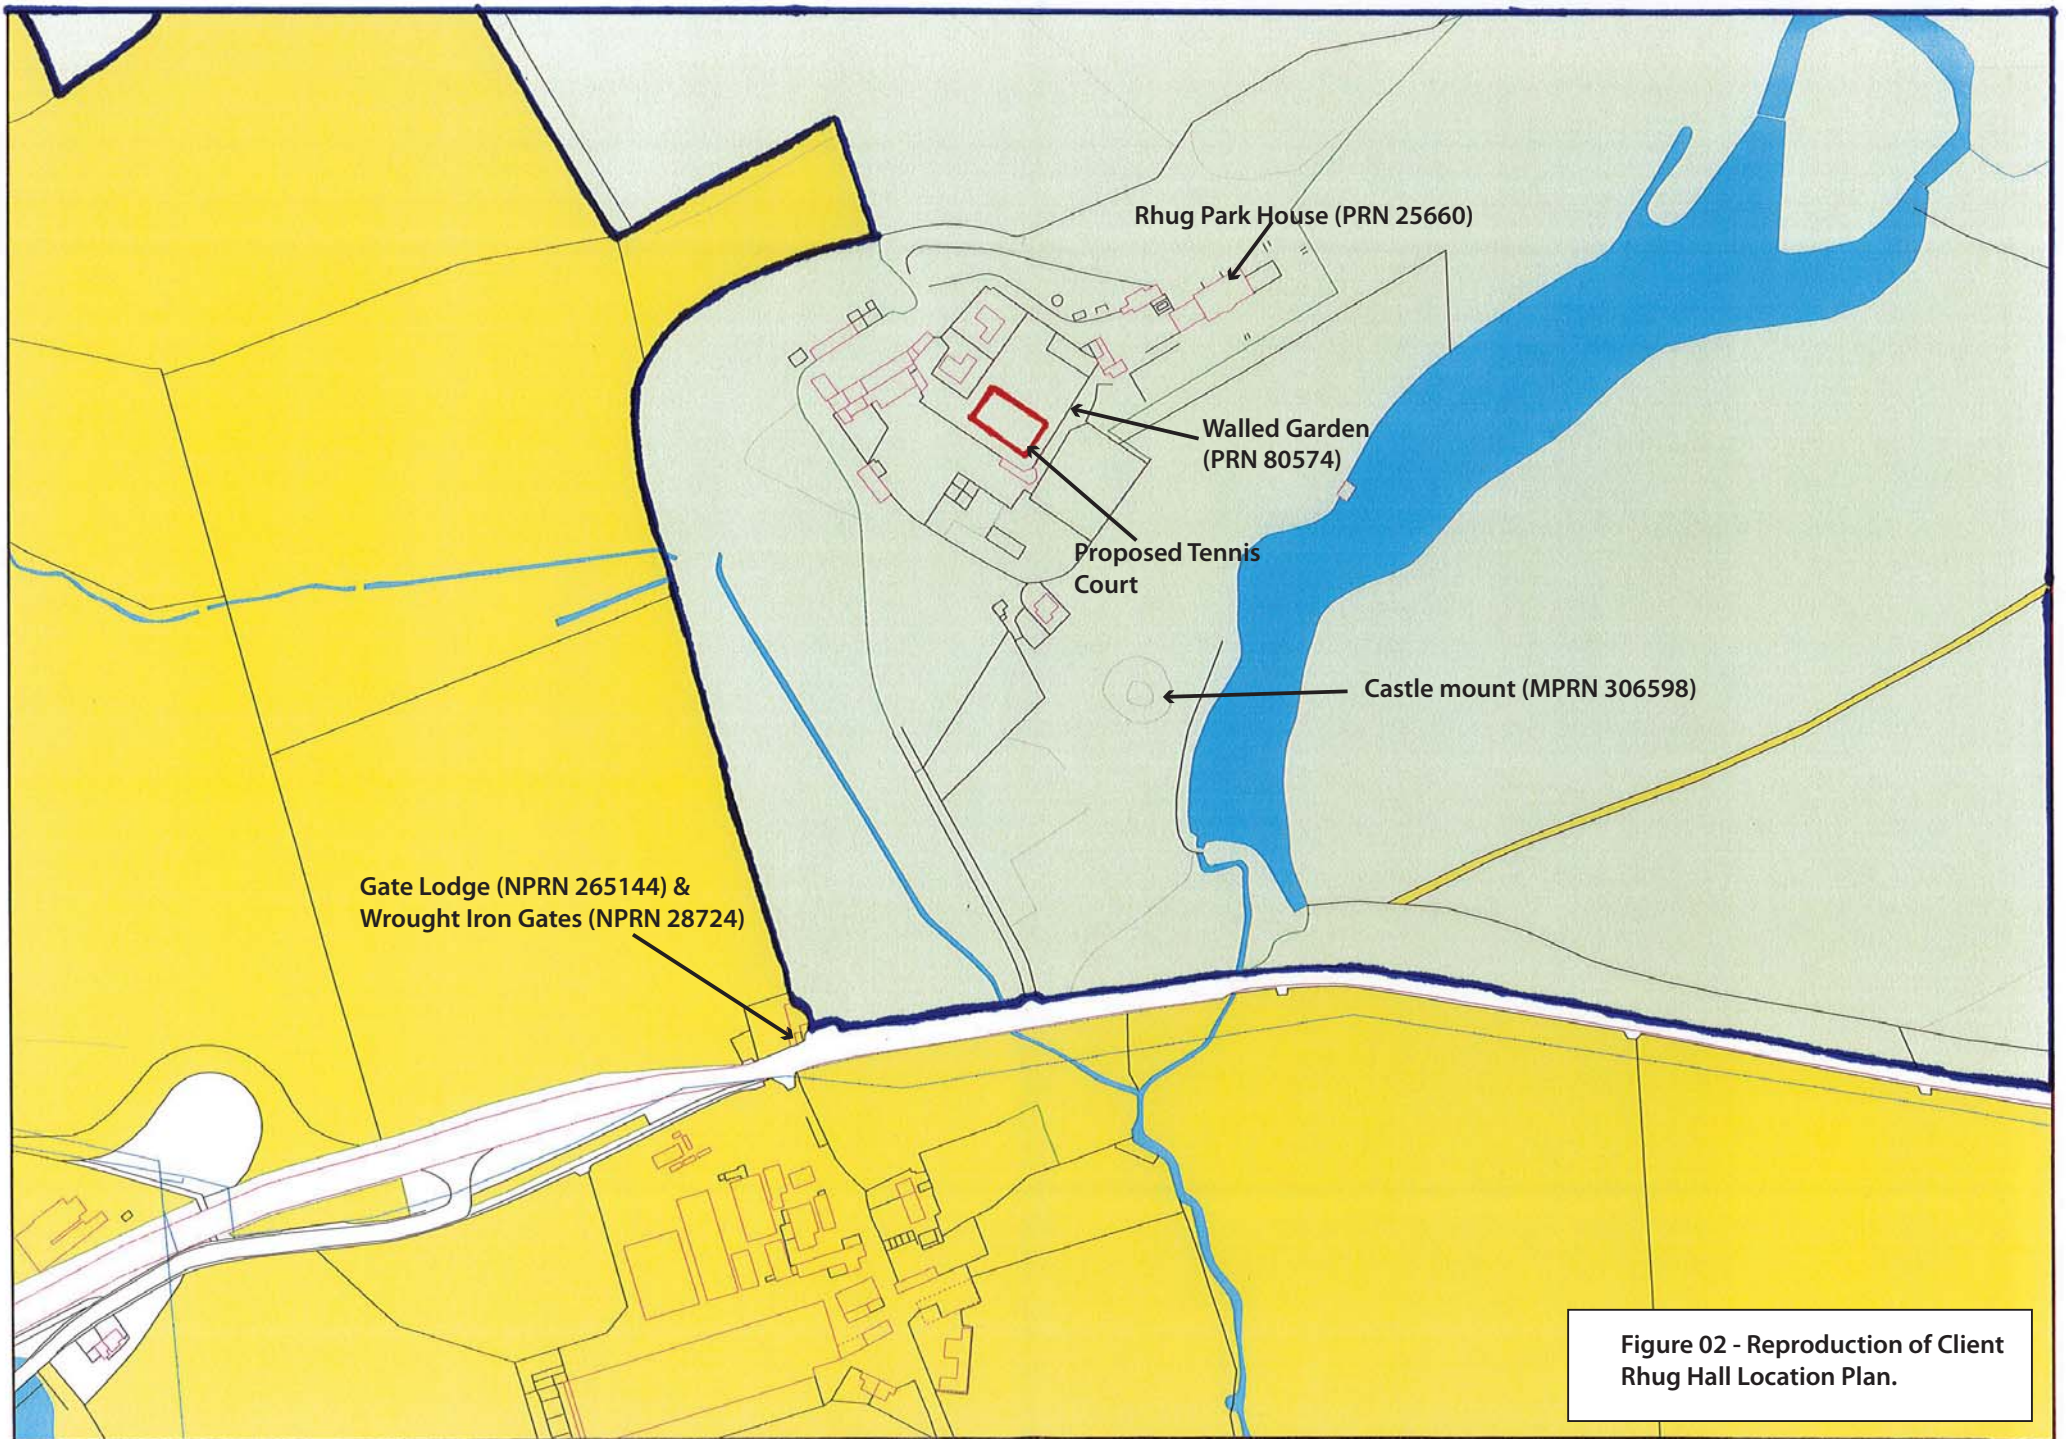 Rhug Park House (PRN 25660)
Walled Garden
(PRN 80574)
Proposed Tennis
Court
Castle mount (MPRN 306598)
Gate Lodge (NPRN 265144) &
Wrought Iron Gates (NPRN 28724)
Figure 02 - Reproduction of Client
Rhug Hall Location Plan.